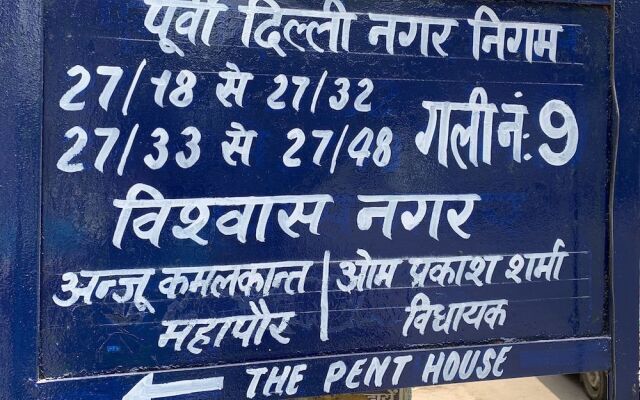 पूर्वी दिल्ली नगर निगम
27/18 से 27/32
27/33 से 27/48 गली नं: 9
विश्वास नगर
अन्जू कमलकान्त | ओम प्रकाश शर्मा
महापौर | विधायक
THE PENT HOUSE